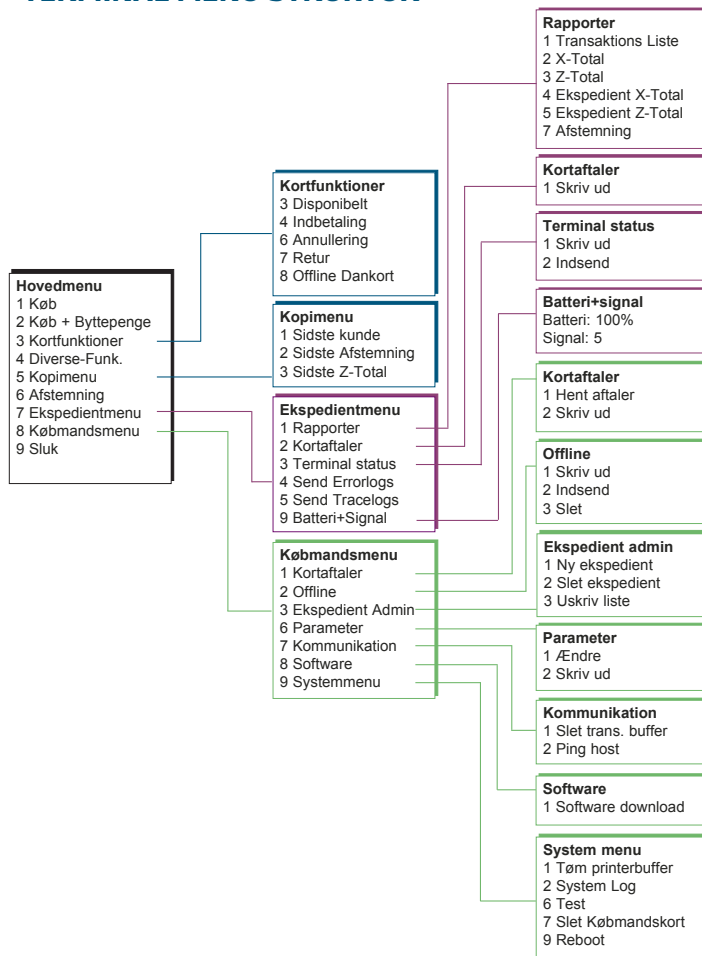 Hovedmenu
1 Køb
2 Køb + Byttepenge
3 Kortfunktioner
4 Diverse-Funk.
5 Kopimenu
6 Afstemning
7 Ekspedientmenu
8 Købmandsmenu
9 Sluk
Kortfunktioner
3 Disponibelt
4 Indbetaling
6 Annullering
7 Retur
8 Offline Dankort
Kopimenu
1 Sidste kunde
2 Sidste Afstemning
3 Sidste Z-Total
Ekspedientmenu
1 Rapporter
2 Kortaftaler
3 Terminal status
4 Send Errorlogs
5 Send Tracelogs
9 Batteri+Signal
Købmandsmenu
1 Kortaftaler
2 Offline
3 Ekspedient Admin
6 Parameter
7 Kommunikation
8 Software
9 Systemmenu
Rapporter
1 Transaktions Liste
2 X-Total
3 Z-Total
4 Ekspedient X-Total
5 Ekspedient Z-Total
7 Afstemning
Kortaftaler
1 Skriv ud
Terminal status
1 Skriv ud
2 Indsend
Batteri+signal
Batteri: 100%
Signal: 5
Kortaftaler
1 Hent aftaler
2 Skriv ud
Offline
1 Skriv ud
2 Indsend
3 Slet
Ekspedient admin
1 Ny ekspedient
2 Slet ekspedient
3 Uskriv liste
Parameter
1 Ændre
2 Skriv ud
Kommunikation
1 Slet trans. buffer
2 Ping host
Software
1 Software download
System menu
1 Tøm printerbuffer
2 System Log
6 Test
7 Slet Købmandskort
9 Reboot